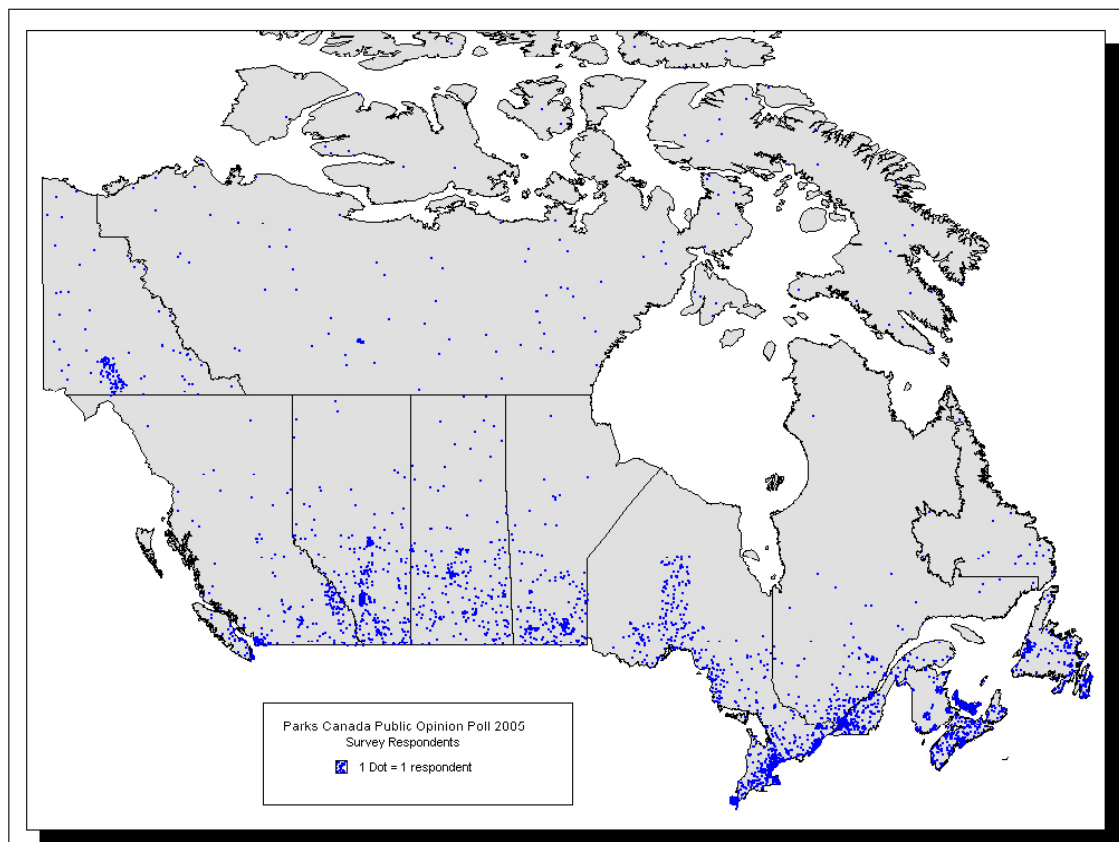 Parks Canada Public Opinion Poll 2005
Survey Respondents
1 Dot = 1 respondent